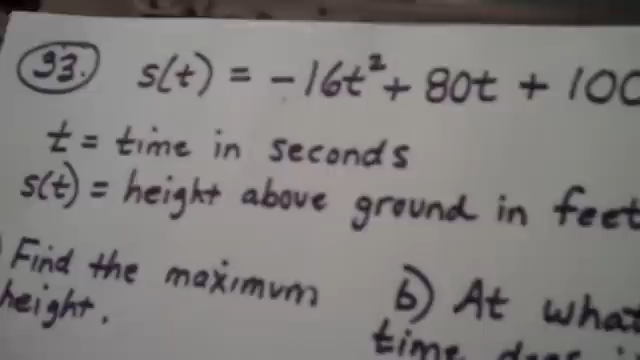 93. s(t) = -16t² + 80t + 100
t = time in seconds
s(t) = height above ground in feet
Find the maximum height.
b) At what time